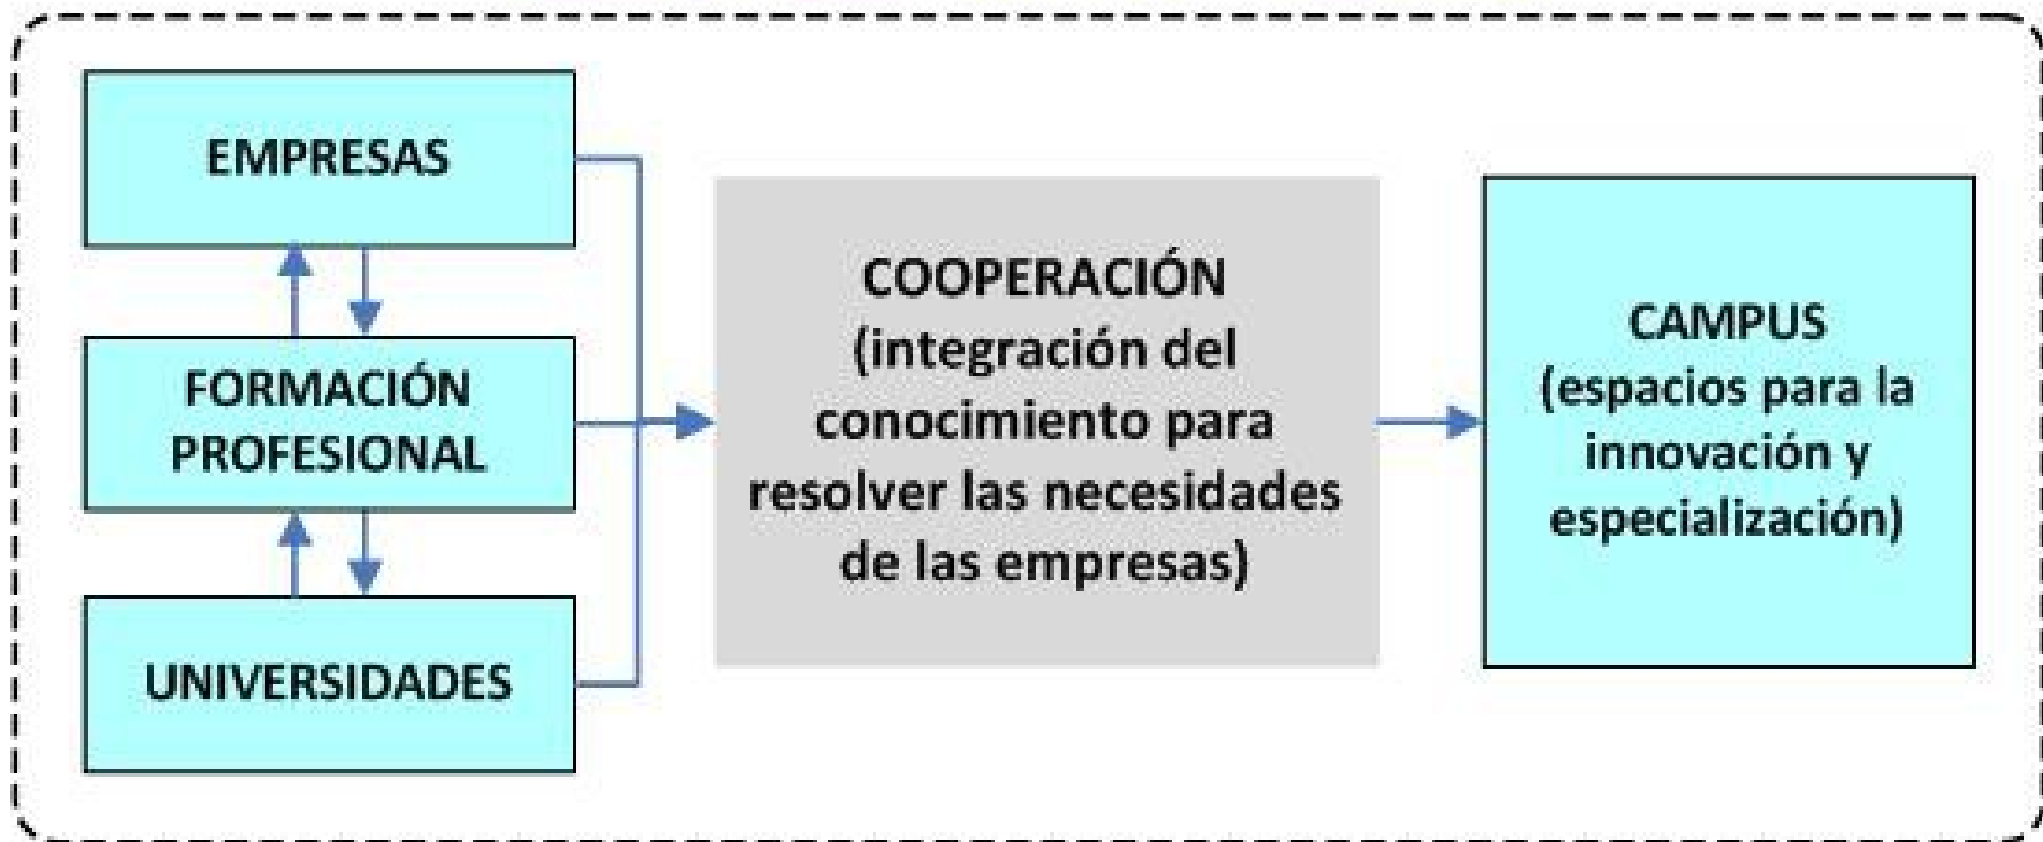 EMPRESAS
FORMACIÓN
PROFESIONAL
UNIVERSIDADES
COOPERACIÓN
(integración del
conocimiento para
resolver las necesidades
de las empresas)
CAMPUS
(espacios para la
innovación y
especialización)